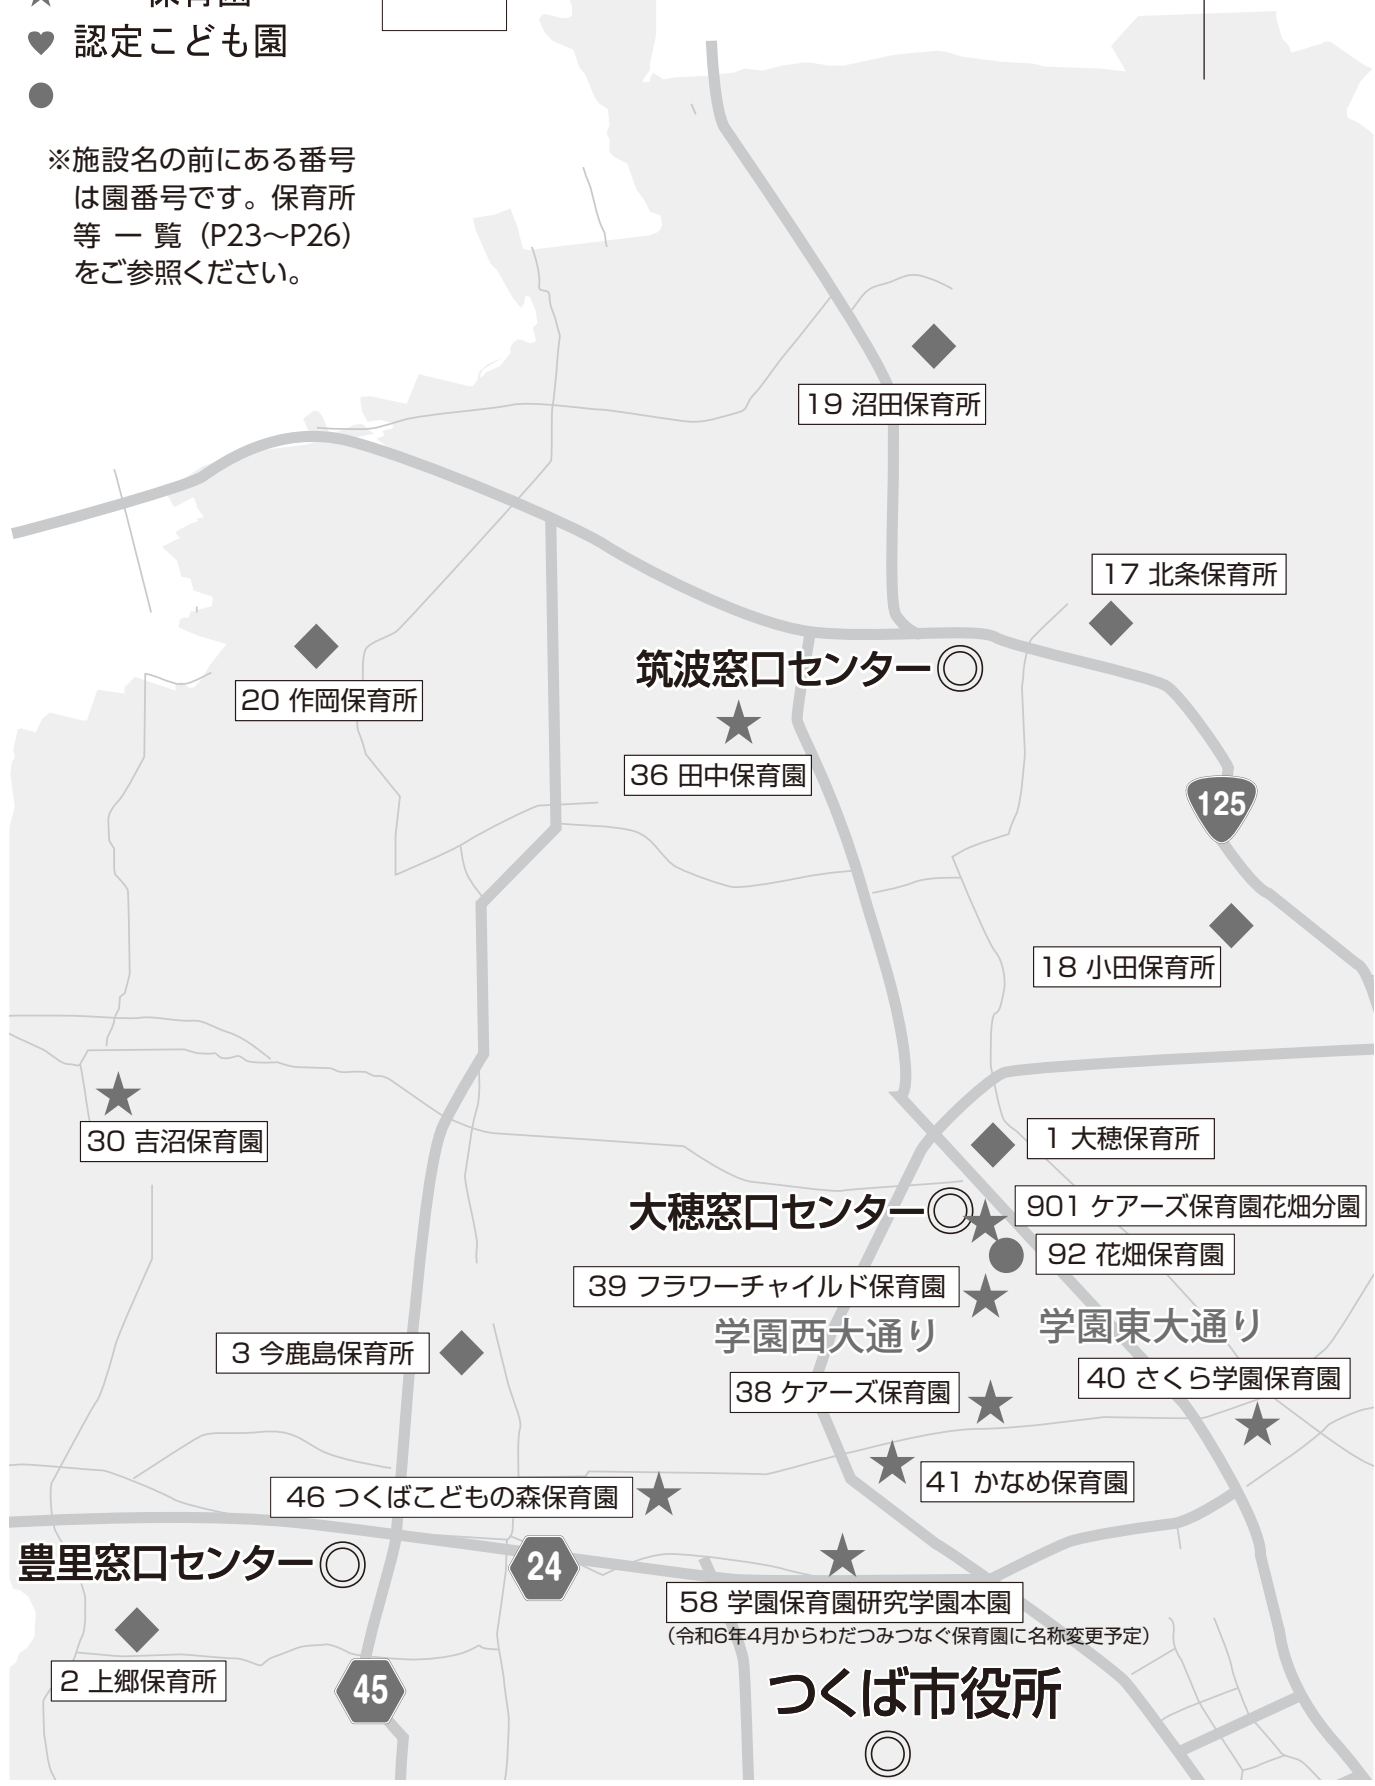 保育園
認定こども園
※施設名の前にある番号
は園番号です。保育所
等一覧（P23～P26）
をご参照ください。
19 沼田保育所
17 北条保育所
筑波窓口センター
20 作岡保育所
36 田中保育園
125
18 小田保育所
30 吉沼保育園
1 大穂保育所
大穂窓口センター
901 ケアーズ保育園花畑分園
92 花畑保育園
39 フラワーチャイルド保育園
学園西大通り
学園東大通り
3 今鹿島保育所
38 ケアーズ保育園
40 さくら学園保育園
41 かなめ保育園
46 つくばこどもの森保育園
豊里窓口センター
24
58 学園保育園研究学園本園
（令和6年4月からわだつみつなぐ保育園に名称変更予定）
2 上郷保育所
45
つくば市役所